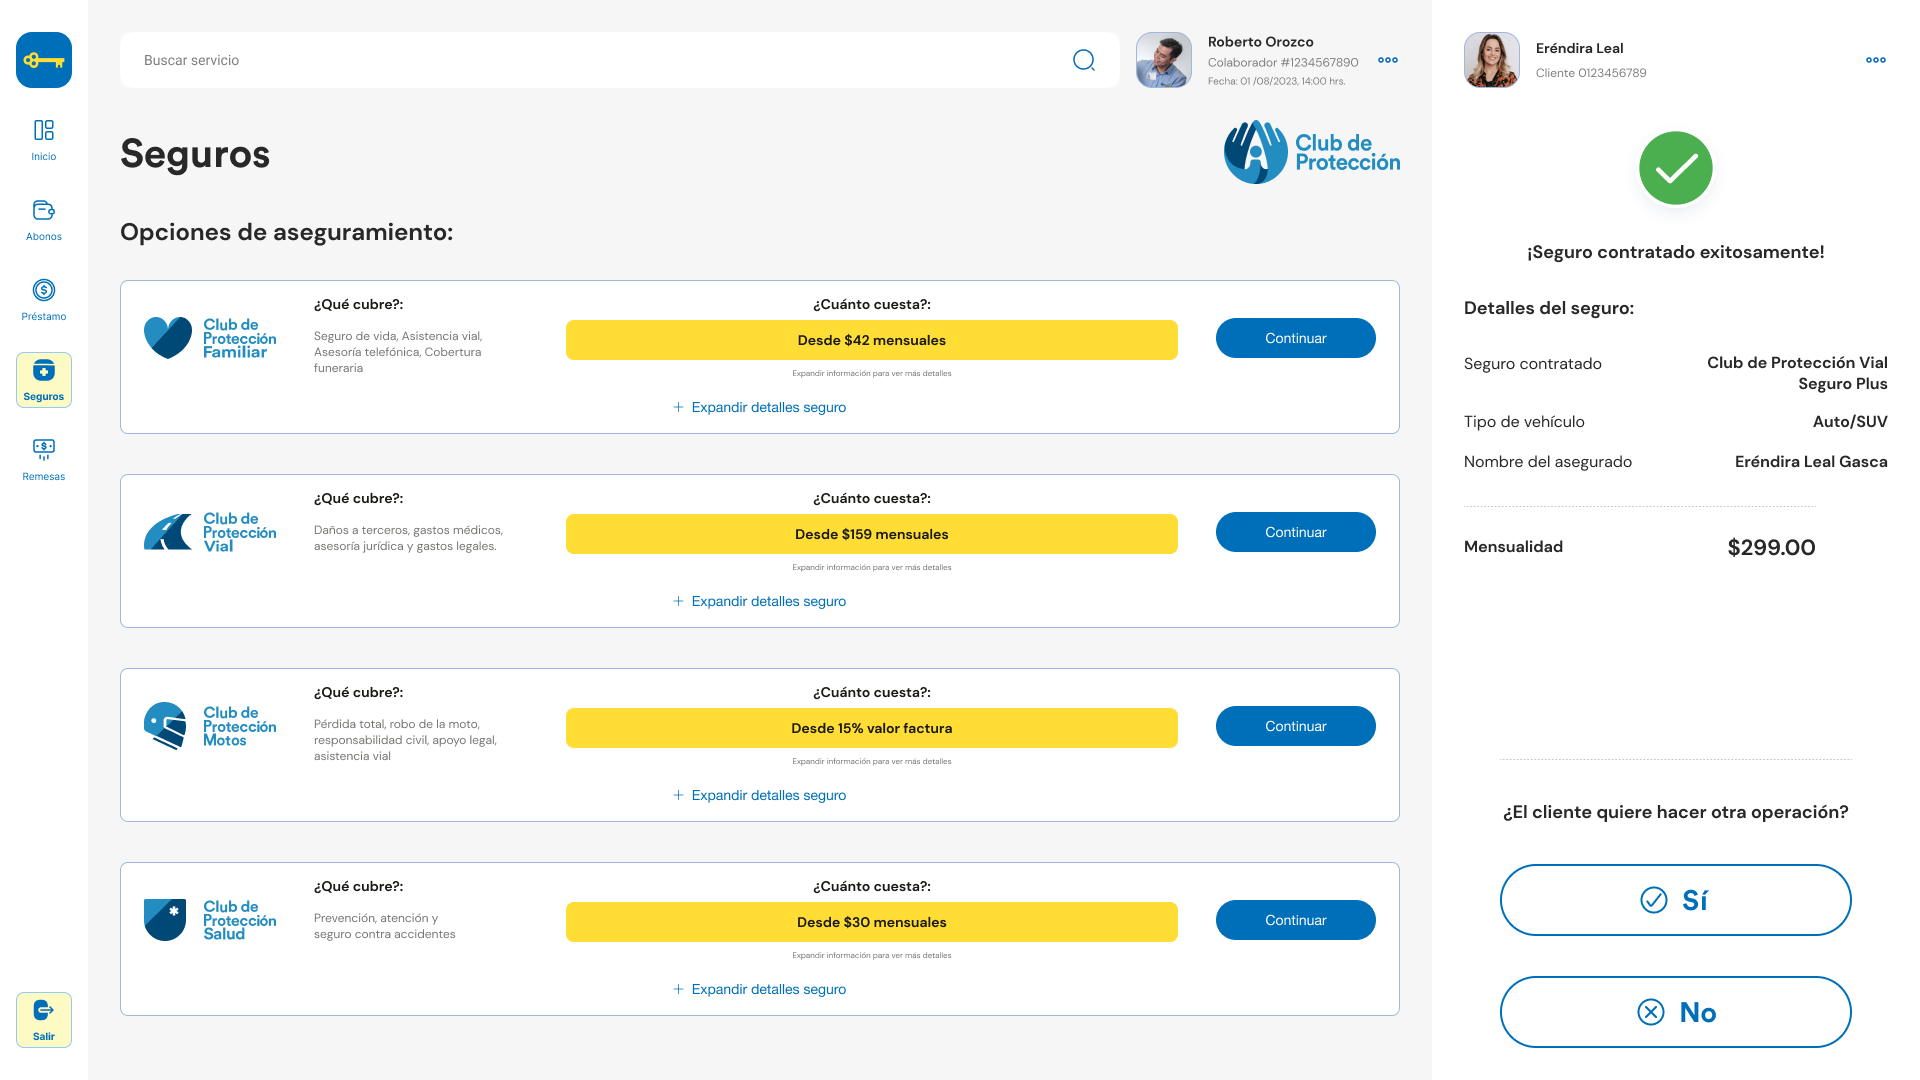 Inicio
Abonos
Préstamo
Seguros
Remesas
Salir
Buscar servicio
Roberto Orozco
Colaborador #1234567890
Fecha: 01 /08/2023, 14:00 hrs.
Seguros
Club de
Protección
Opciones de aseguramiento:
Club de
Protección
Familiar
¿Qué cubre?:
Seguro de vida, Asistencia vial,
Asesoría telefónica, Cobertura
funeraria
¿Cuánto cuesta?:
Desde $42 mensuales
Expandir información para ver más detalles
Continuar
+ Expandir detalles seguro
Club de
Protección
Vial
¿Qué cubre?:
Daños a terceros, gastos médicos,
asesoría jurídica y gastos legales.
¿Cuánto cuesta?:
Desde $159 mensuales
Expandir información para ver más detalles
Continuar
+ Expandir detalles seguro
Club de
Protección
Motos
¿Qué cubre?:
Pérdida total, robo de la moto,
responsabilidad civil, apoyo legal,
asistencia vial
¿Cuánto cuesta?:
Desde 15% valor factura
Expandir información para ver más detalles
Continuar
+ Expandir detalles seguro
Club de
Protección
Salud
¿Qué cubre?:
Prevención, atención y
seguro contra accidentes
¿Cuánto cuesta?:
Desde $30 mensuales
Expandir información para ver más detalles
Continuar
+ Expandir detalles seguro
Eréndira Leal
Cliente 0123456789
¡Seguro contratado exitosamente!
Detalles del seguro:
Seguro contratado
Club de Protección Vial
Seguro Plus
Tipo de vehículo
Auto/SUV
Nombre del asegurado
Eréndira Leal Gasca
Mensualidad
$299.00
¿El cliente quiere hacer otra operación?
Sí
No